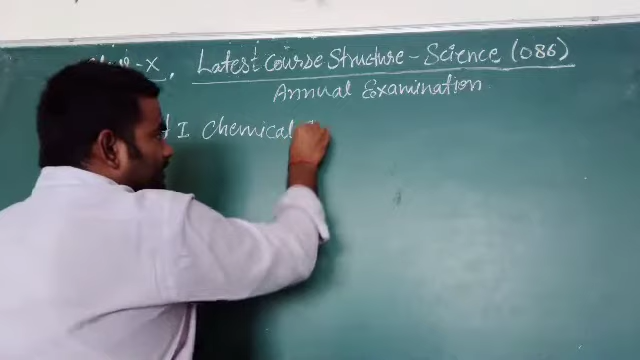 -X, Latest Course Structure - Science (086)
Annual Examination
I Chemical